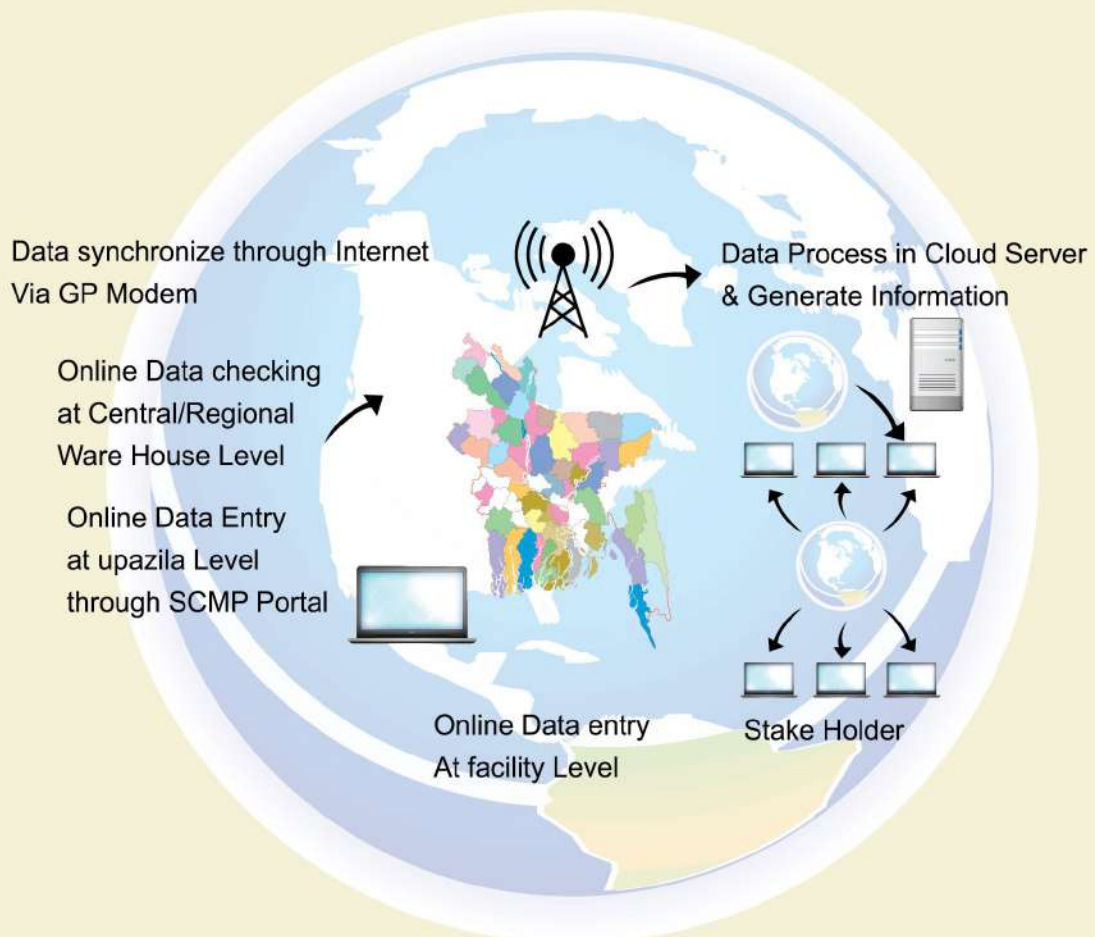 Data synchronize through Internet
Via GP Modem
Data Process in Cloud Server
& Generate Information
Online Data checking
at Central/Regional
Ware House Level
Online Data Entry
at upazila Level
through SCMP Portal
Online Data entry
At facility Level
Stake Holder